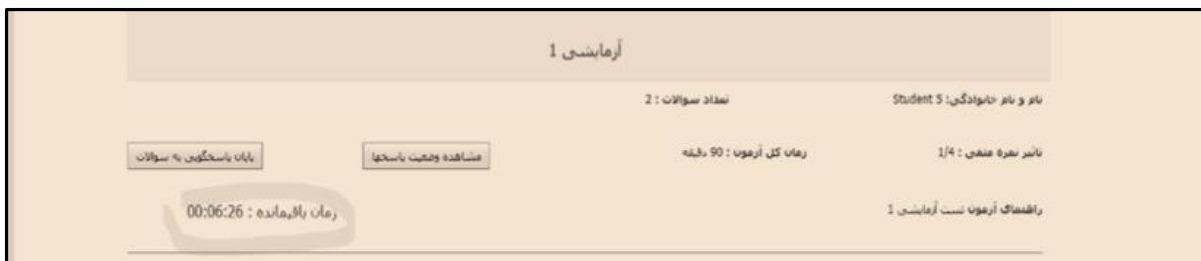 آزمایشی 1
نام و نام خانوادگی: Student 5 تعداد سوالات : 2
تاثیر نمره منفی : 1/4 زمان کل آزمون : 90 دقیقه مشاهده وضعیت پاسخها پایان پاسخگویی به سوالات
راهنمای آزمون تست آزمایشی 1 زمان باقیمانده : 00:06:26